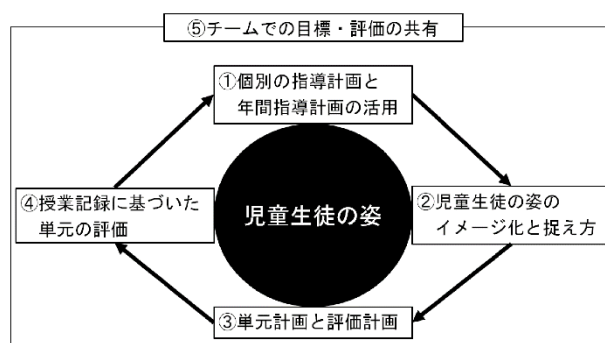 ⑤チームでの目標・評価の共有
①個別の指導計画と
年間指導計画の活用
②児童生徒の姿の
イメージ化と捉え方
③単元計画と評価計画
④授業記録に基づいた
単元の評価
児童生徒の姿